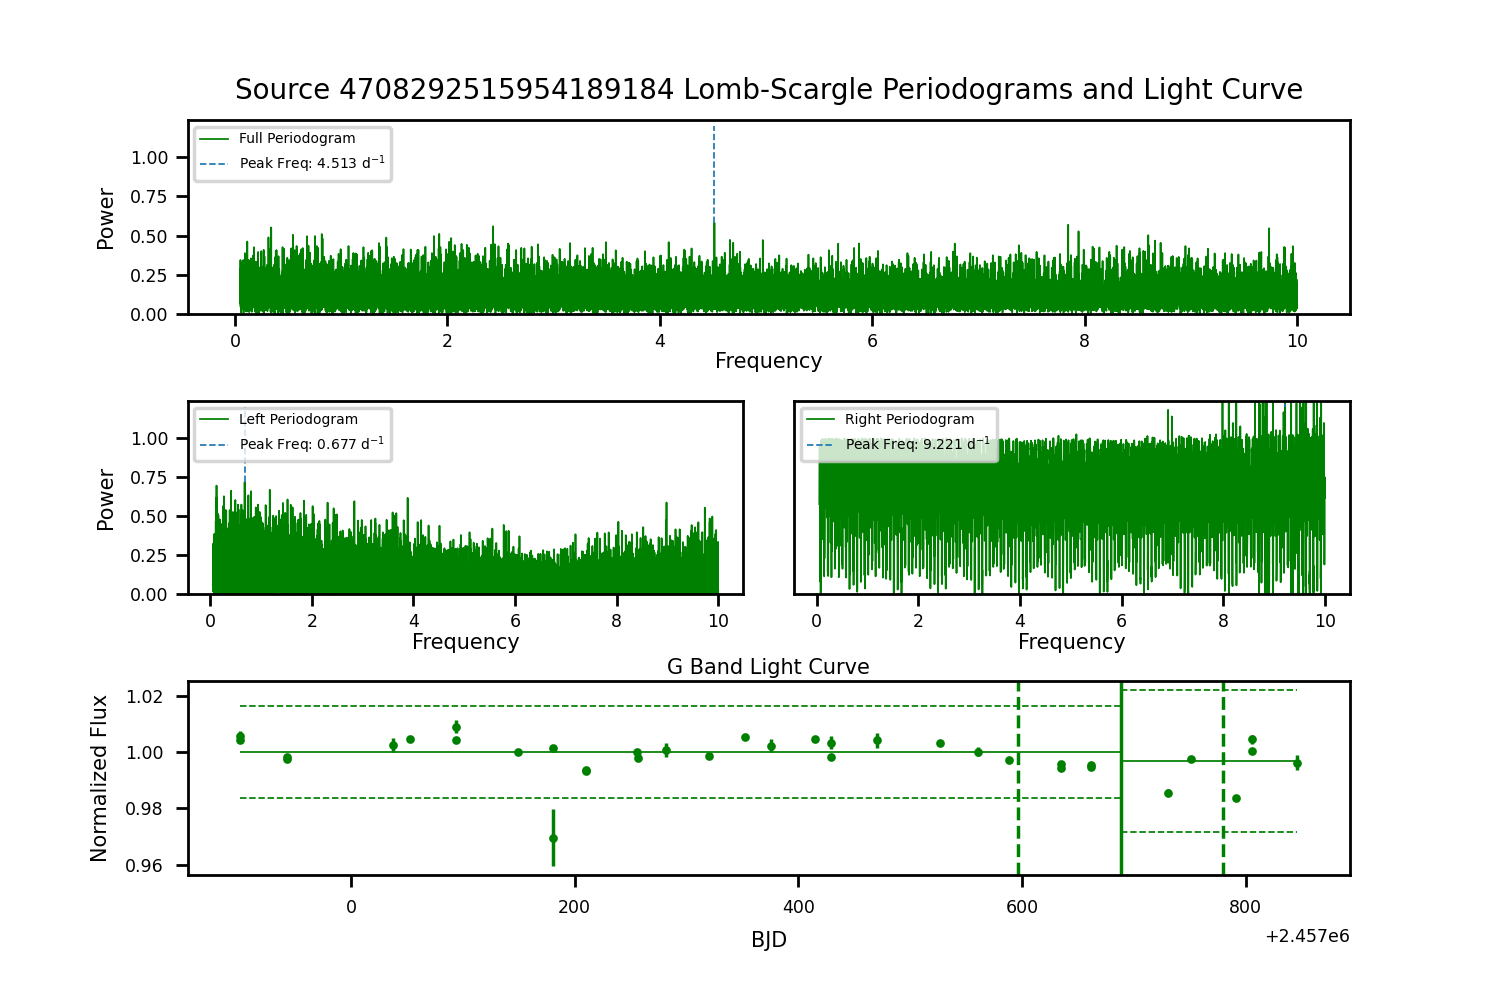 Source 4708292515954189184 Lomb-Scargle Periodograms and Light Curve
Full Periodogram
Peak Freq: 4.513 d⁻¹
Power
1.00
0.75
0.50
0.25
0.00
0 2 4 6 8 10
Frequency
Left Periodogram
Peak Freq: 0.677 d⁻¹
Power
1.00
0.75
0.50
0.25
0.00
0 2 4 6 8 10
Frequency
Right Periodogram
Peak Freq: 9.221 d⁻¹
0 2 4 6 8 10
Frequency
G Band Light Curve
Normalized Flux
1.02
1.00
0.98
0.96
0 200 400 600 800
BJD
+2.457e6